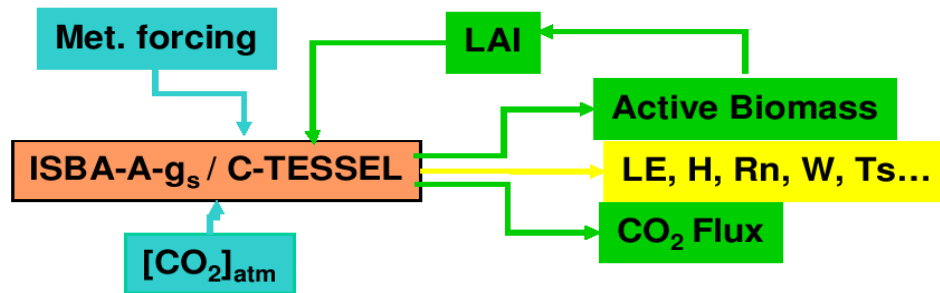 Met. forcing
LAI
Active Biomass
ISBA-A-gₛ / C-TESSEL
LE, H, Rn, W, Ts...
CO₂ Flux
[CO₂]ₐₜₘ